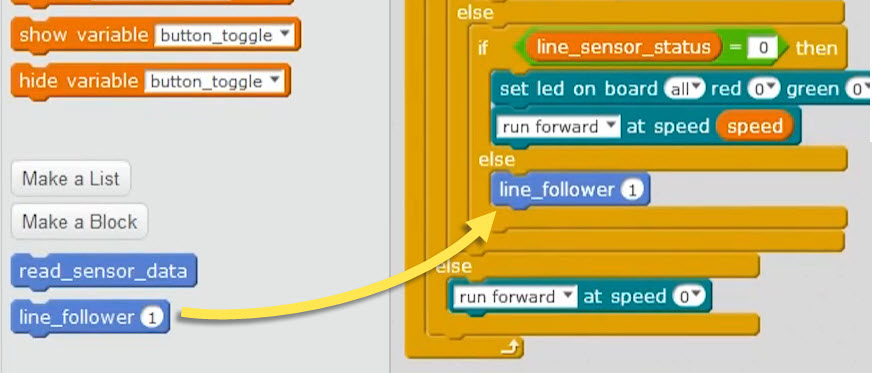 show variable button_toggle
hide variable button_toggle
Make a List
Make a Block
read_sensor_data
line_follower 1
else
if line_sensor_status = 0 then
set led on board all red 0 green 0
run forward at speed speed
else
line_follower 1
else
run forward at speed 0